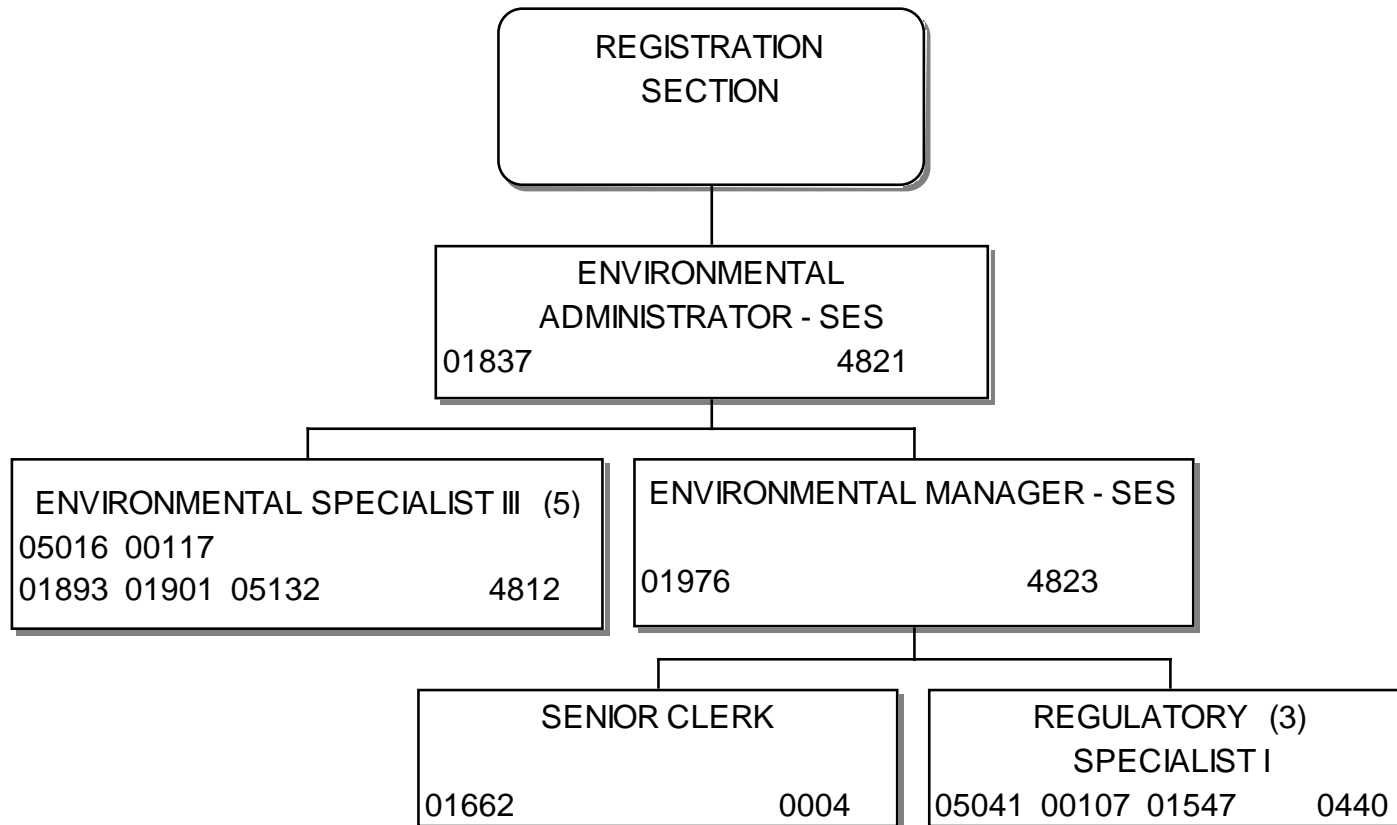 REGISTRATION
SECTION
ENVIRONMENTAL
ADMINISTRATOR - SES
01837 4821
ENVIRONMENTAL SPECIALIST III (5)
05016 00117
01893 01901 05132 4812
ENVIRONMENTAL MANAGER - SES
01976 4823
SENIOR CLERK
01662 0004
REGULATORY (3)
SPECIALIST I
05041 00107 01547 0440